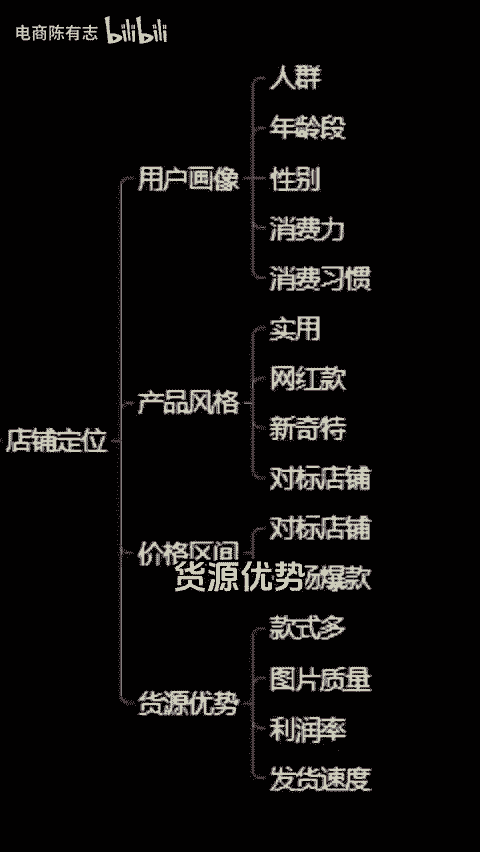 电商陈有志 bilibili
人群
年龄段
用户画像
性别
消费力
消费习惯
实用
网红款
产品风格
新奇特
对标店铺
店铺定位
对标店铺
价格区间
货源优势
爆款
款式多
图片质量
货源优势
利润率
发货速度